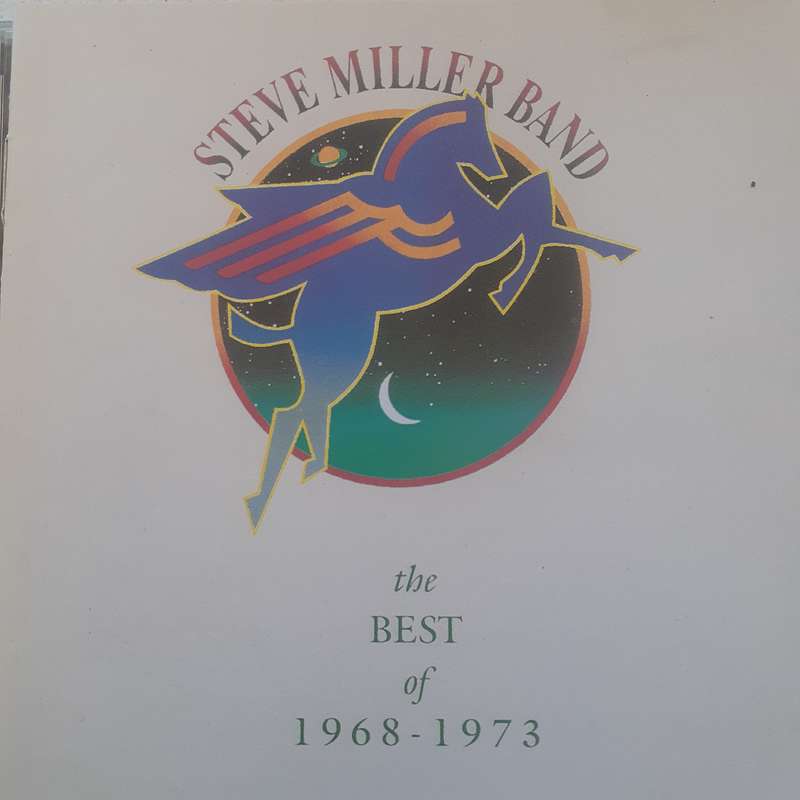 STEVE MILLER BAND
the
BEST
of
1968-1973